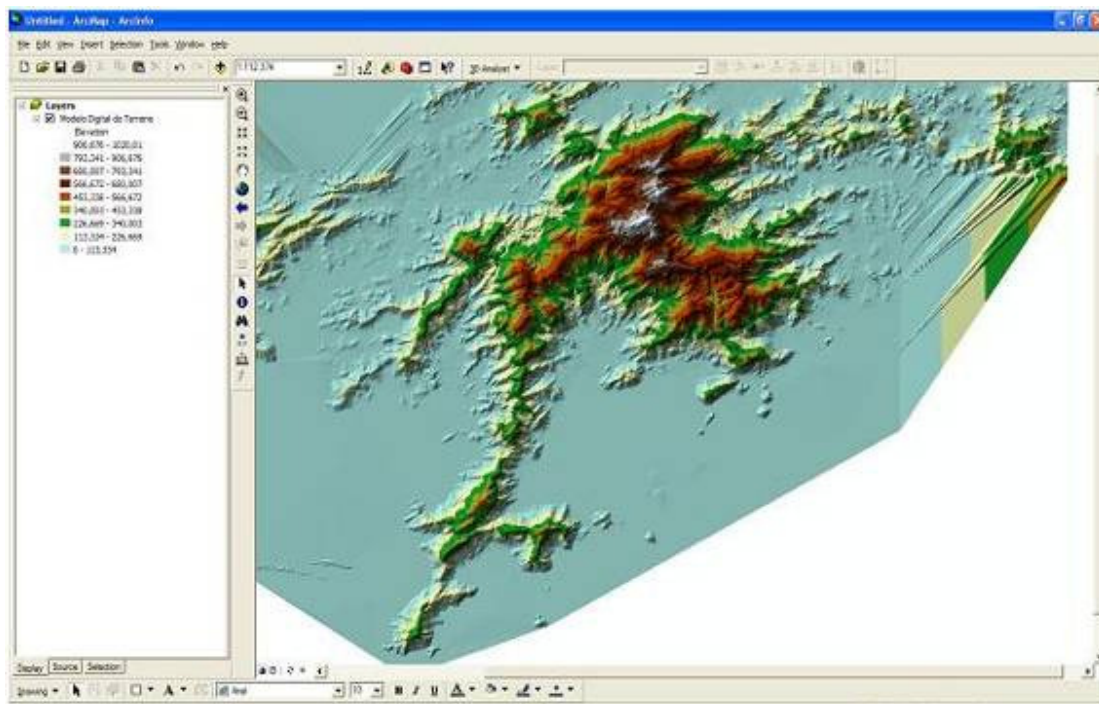 Untitled - ArcMap - ArcInfo
File Edit View Insert Selection Tools Window Help
3D Analyst
Layers
Modelo Digital do Terreno
Elevation
906,676 - 1020,01
793,341 - 906,675
680,007 - 793,341
566,672 - 680,007
453,338 - 566,672
340,003 - 453,338
226,669 - 340,003
113,334 - 226,669
0 - 113,334
Display Source Selection
Drawing A Arial 10 B I U A